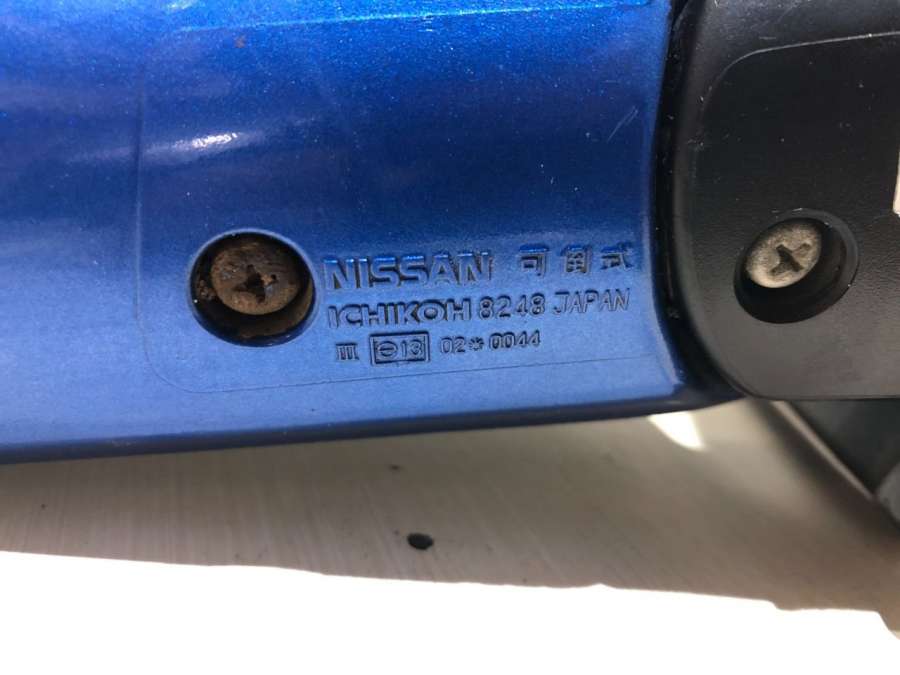 NISSAN 可倒式
ICHIKOH 8248 JAPAN
III e13 02*0044